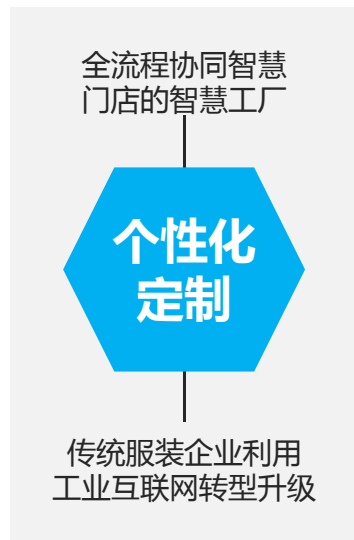 全流程协同智慧
门店的智慧工厂
个性化
定制
传统服装企业利用
工业互联网转型升级